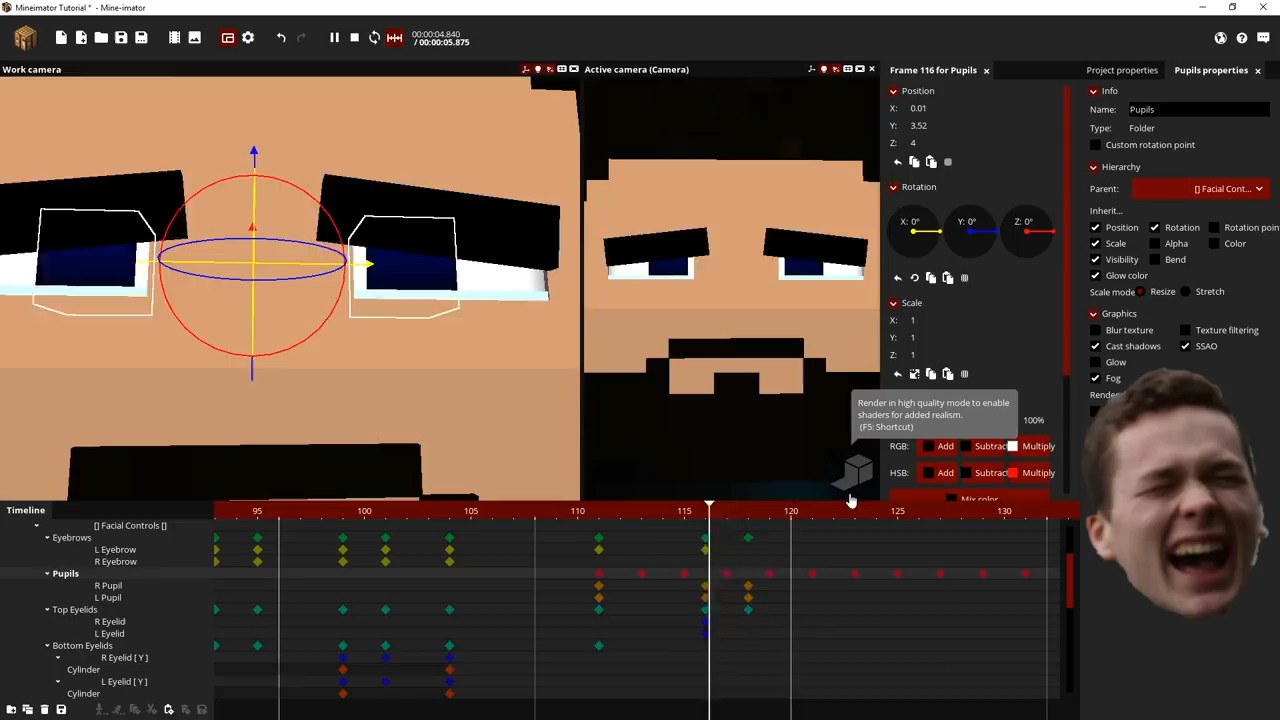 Mineimator Tutorial * - Mine-imator
00:00:04.840
/ 00:00:05.875
Work camera
Active camera (Camera)
Frame 116 for Pupils
Position
X: 0.01
Y: 3.52
Z: 4
Rotation
X: 0° Y: 0° Z: 0°
Scale
X: 1
Y: 1
Z: 1
Render in high quality mode to enable
shaders for added realism.
(F5: Shortcut)
100%
RGB: Add Subtrac Multiply
HSB: Add Subtrac Multiply
Mix color
Project properties
Pupils properties
Info
Name: Pupils
Type: Folder
Custom rotation point
Hierarchy
Parent: [] Facial Cont...
Inherit...
Position Rotation Rotation poin
Scale Alpha Color
Visibility Bend
Glow color
Scale mode Resize Stretch
Graphics
Blur texture Texture filtering
Cast shadows SSAO
Glow
Fog
Rende
Timeline
95 100 105 110 115 120 125 130
[] Facial Controls []
Eyebrows
L Eyebrow
R Eyebrow
Pupils
R Pupil
L Pupil
Top Eyelids
R Eyelid
L Eyelid
Bottom Eyelids
R Eyelid [ Y ]
Cylinder
L Eyelid [ Y ]
Cylinder